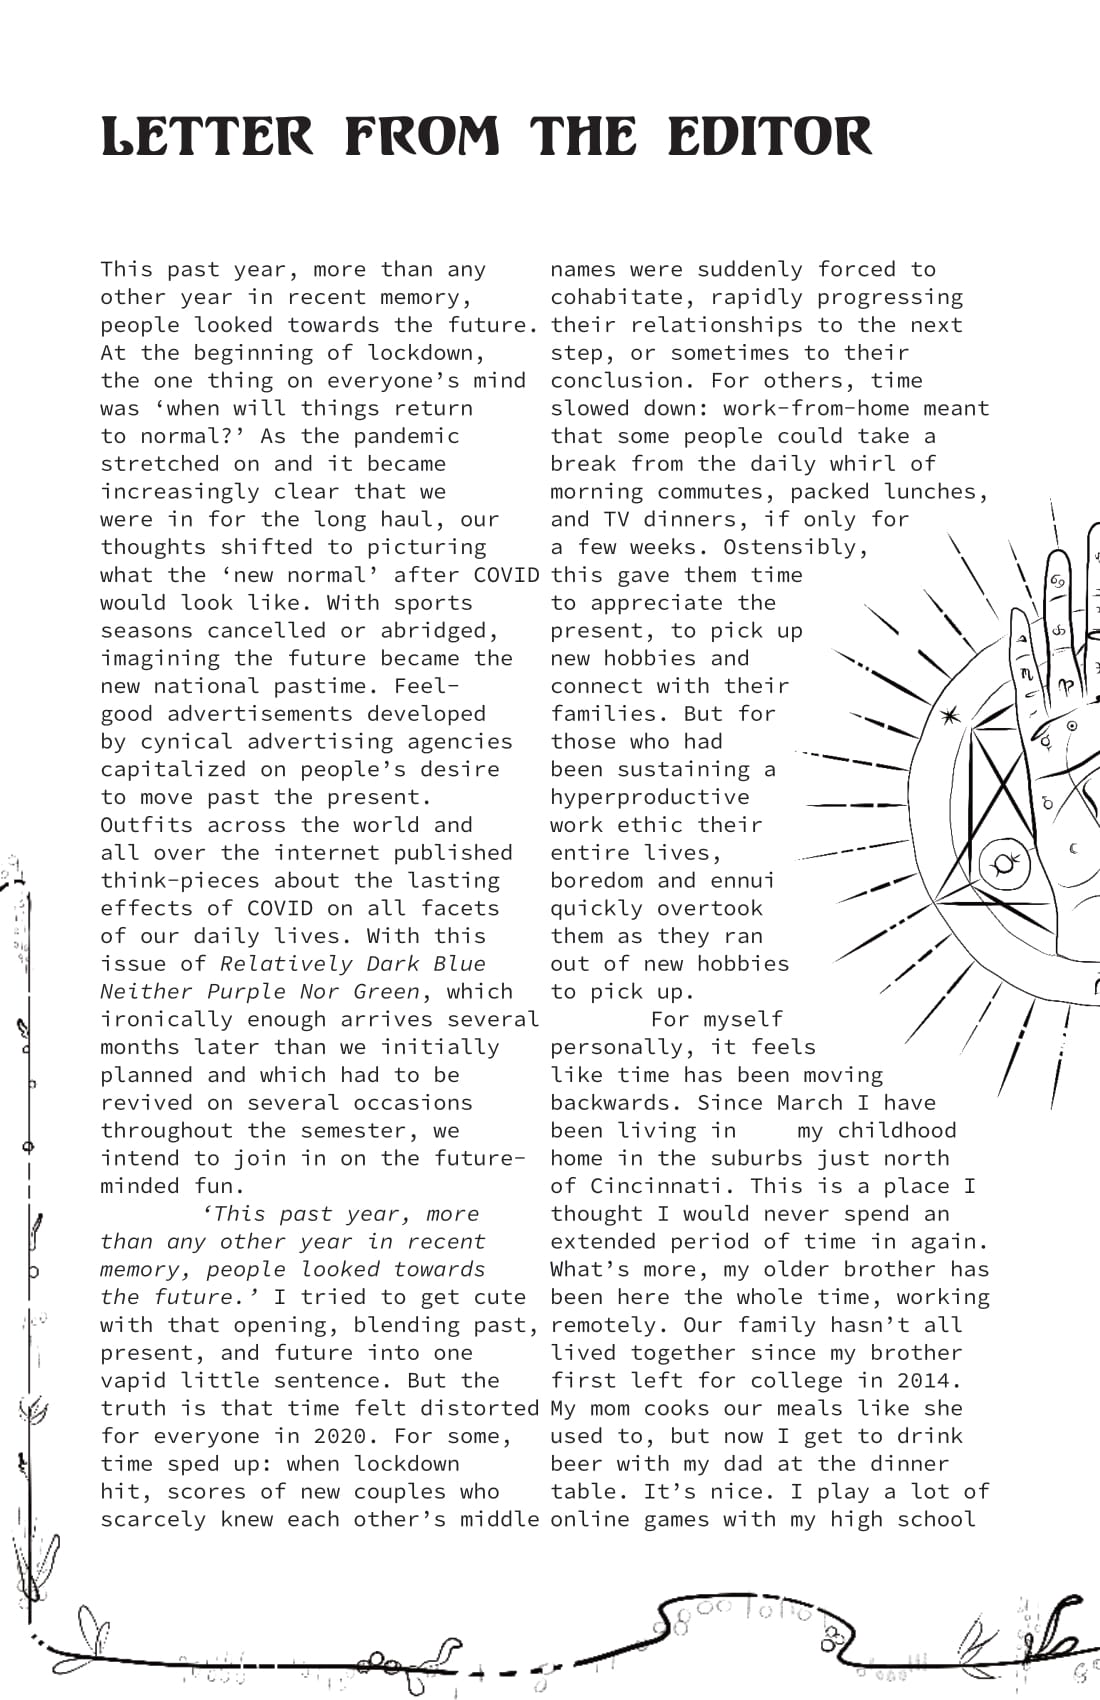 LETTER FROM THE EDITOR
This past year, more than any
other year in recent memory,
people looked towards the future.
At the beginning of lockdown,
the one thing on everyone’s mind
was ‘when will things return
to normal?’ As the pandemic
stretched on and it became
increasingly clear that we
were in for the long haul, our
thoughts shifted to picturing
what the ‘new normal’ after COVID
would look like. With sports
seasons cancelled or abridged,
imagining the future became the
new national pastime. Feel-
good advertisements developed
by cynical advertising agencies
capitalized on people’s desire
to move past the present.
Outfits across the world and
all over the internet published
think-pieces about the lasting
effects of COVID on all facets
of our daily lives. With this
issue of Relatively Dark Blue
Neither Purple Nor Green, which
ironically enough arrives several
months later than we initially
planned and which had to be
revived on several occasions
throughout the semester, we
intend to join in on the future-
minded fun.
‘This past year, more
than any other year in recent
memory, people looked towards
the future.’ I tried to get cute
with that opening, blending past,
present, and future into one
vapid little sentence. But the
truth is that time felt distorted
for everyone in 2020. For some,
time sped up: when lockdown
hit, scores of new couples who
scarcely knew each other’s middle
names were suddenly forced to
cohabitate, rapidly progressing
their relationships to the next
step, or sometimes to their
conclusion. For others, time
slowed down: work-from-home meant
that some people could take a
break from the daily whirl of
morning commutes, packed lunches,
and TV dinners, if only for
a few weeks. Ostensibly,
this gave them time
to appreciate the
present, to pick up
new hobbies and
connect with their
families. But for
those who had
been sustaining a
hyperproductive
work ethic their
entire lives,
boredom and ennui
quickly overtook
them as they ran
out of new hobbies
to pick up.
For myself
personally, it feels
like time has been moving
backwards. Since March I have
been living in my childhood
home in the suburbs just north
of Cincinnati. This is a place I
thought I would never spend an
extended period of time in again.
What’s more, my older brother has
been here the whole time, working
remotely. Our family hasn’t all
lived together since my brother
first left for college in 2014.
My mom cooks our meals like she
used to, but now I get to drink
beer with my dad at the dinner
table. It’s nice. I play a lot of
online games with my high school